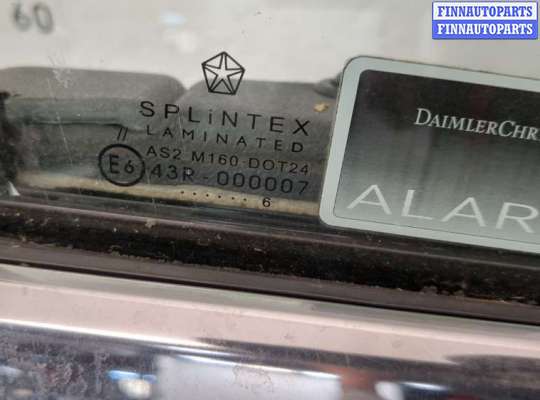 FINNAUTOPARTS
FINNAUTOPARTS
60
SPLiNTEX
LAMINATED
//
AS2 M160 DOT24
E6 43R-000007
...... 6
DAIMLERCHR
ALAR